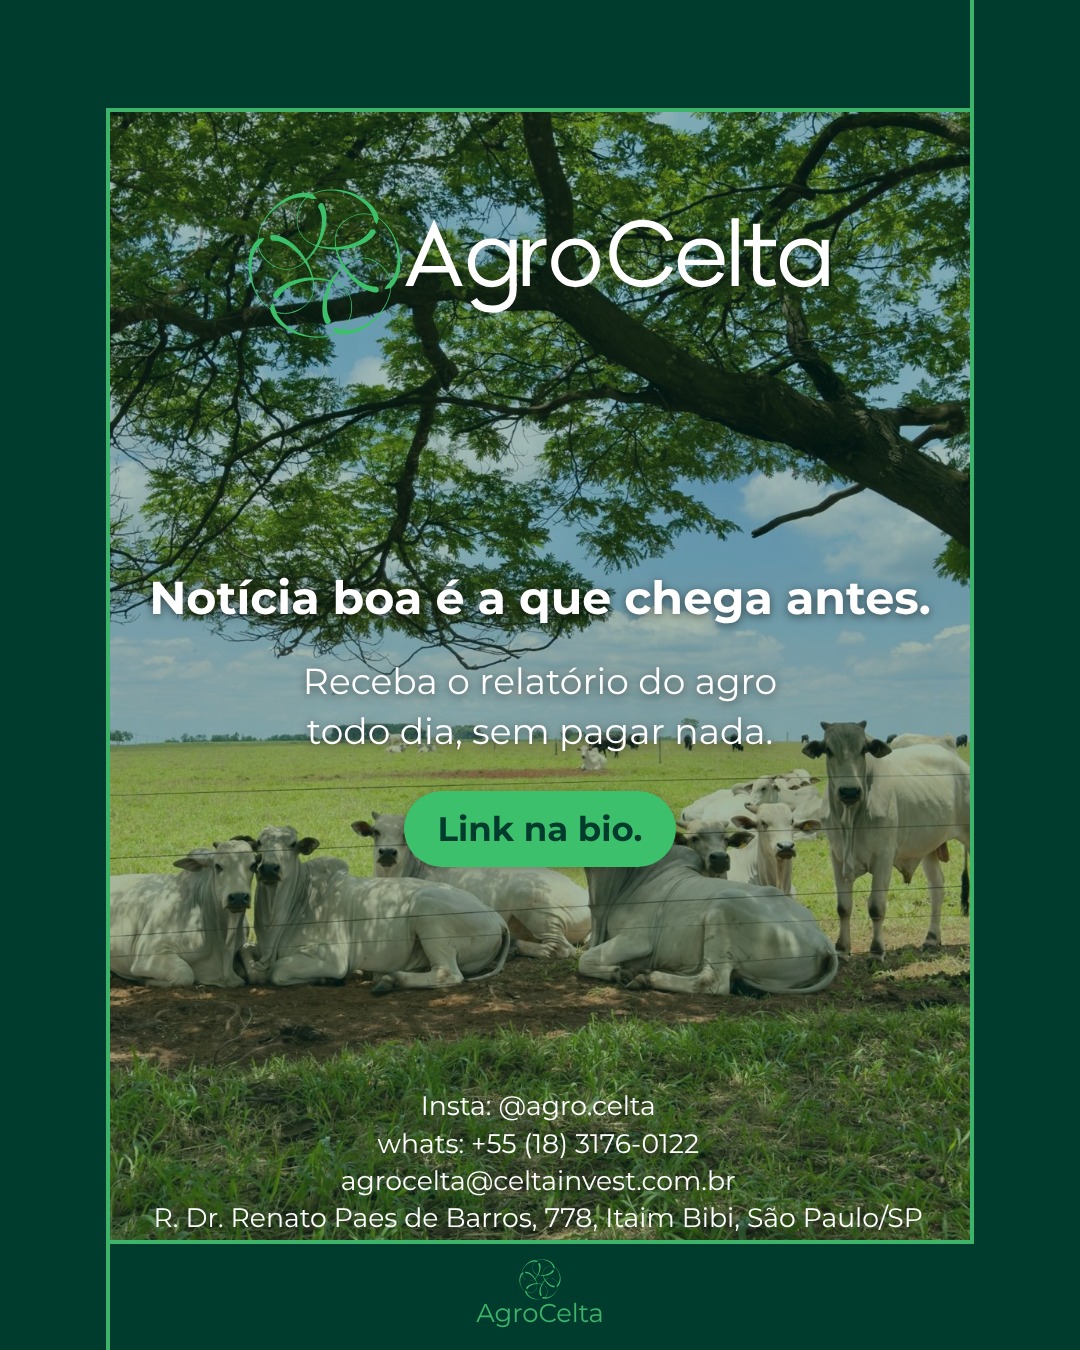 AgroCelta
Notícia boa é a que chega antes.
Receba o relatório do agro
todo dia, sem pagar nada.
Link na bio.
Insta: @agro.celta
whats: +55 (18) 3176-0122
agrocelta@celtainvest.com.br
R. Dr. Renato Paes de Barros, 778, Itaim Bibi, São Paulo/SP
AgroCelta